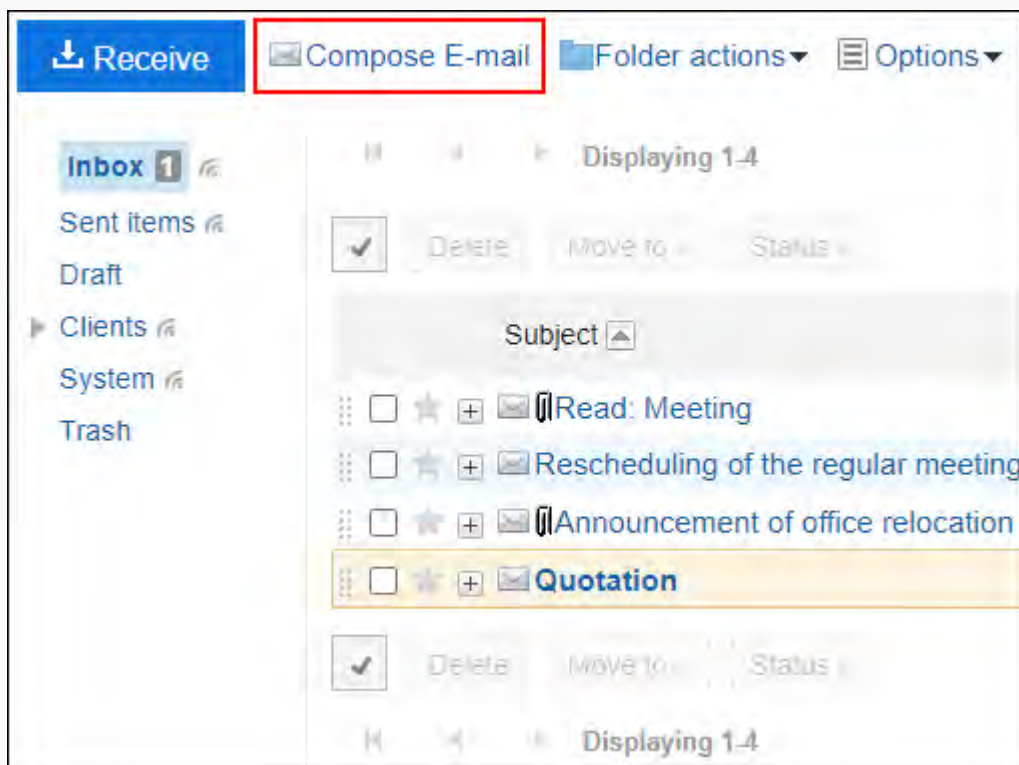 Receive Compose E-mail Folder actions Options
Inbox 1
Displaying 1-4
Sent items
Delete Move to Status
Draft
Clients
Subject
System
Read: Meeting
Trash
Rescheduling of the regular meeting
Announcement of office relocation
Quotation
Delete Move to Status
Displaying 1-4